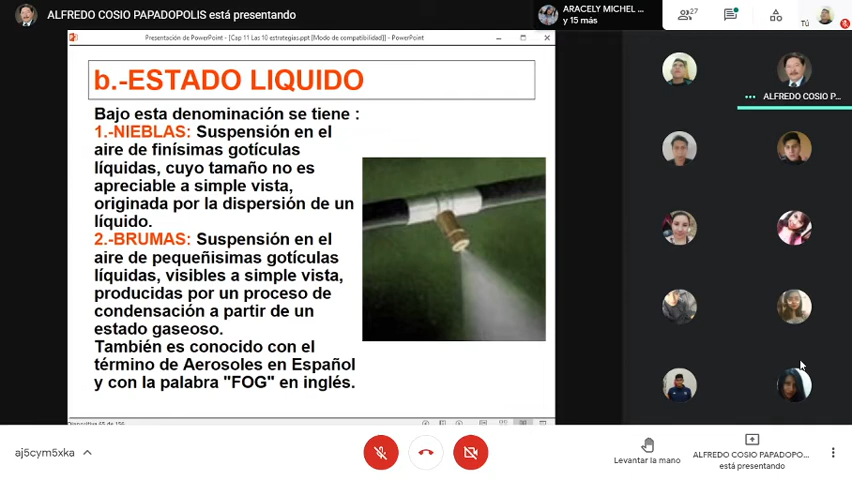 ALFREDO COSIO PAPADOPOLIS está presentando
ARACELY MICHEL ...
y 15 más
27
Tú
Presentación de PowerPoint - [Cap 11 Las 10 estrategias.ppt [Modo de compatibilidad]] - PowerPoint
b.-ESTADO LIQUIDO
Bajo esta denominación se tiene :
1.-NIEBLAS: Suspensión en el
aire de finísimas gotículas
líquidas, cuyo tamaño no es
apreciable a simple vista,
originada por la dispersión de un
líquido.
2.-BRUMAS: Suspensión en el
aire de pequeñisimas gotículas
líquidas, visibles a simple vista,
producidas por un proceso de
condensación a partir de un
estado gaseoso.
También es conocido con el
término de Aerosoles en Español
y con la palabra "FOG" en inglés.
ALFREDO COSIO P...
Diapositiva 65 de 156
aj5cym5xka
Levantar la mano
ALFREDO COSIO PAPADOPO...
está presentando